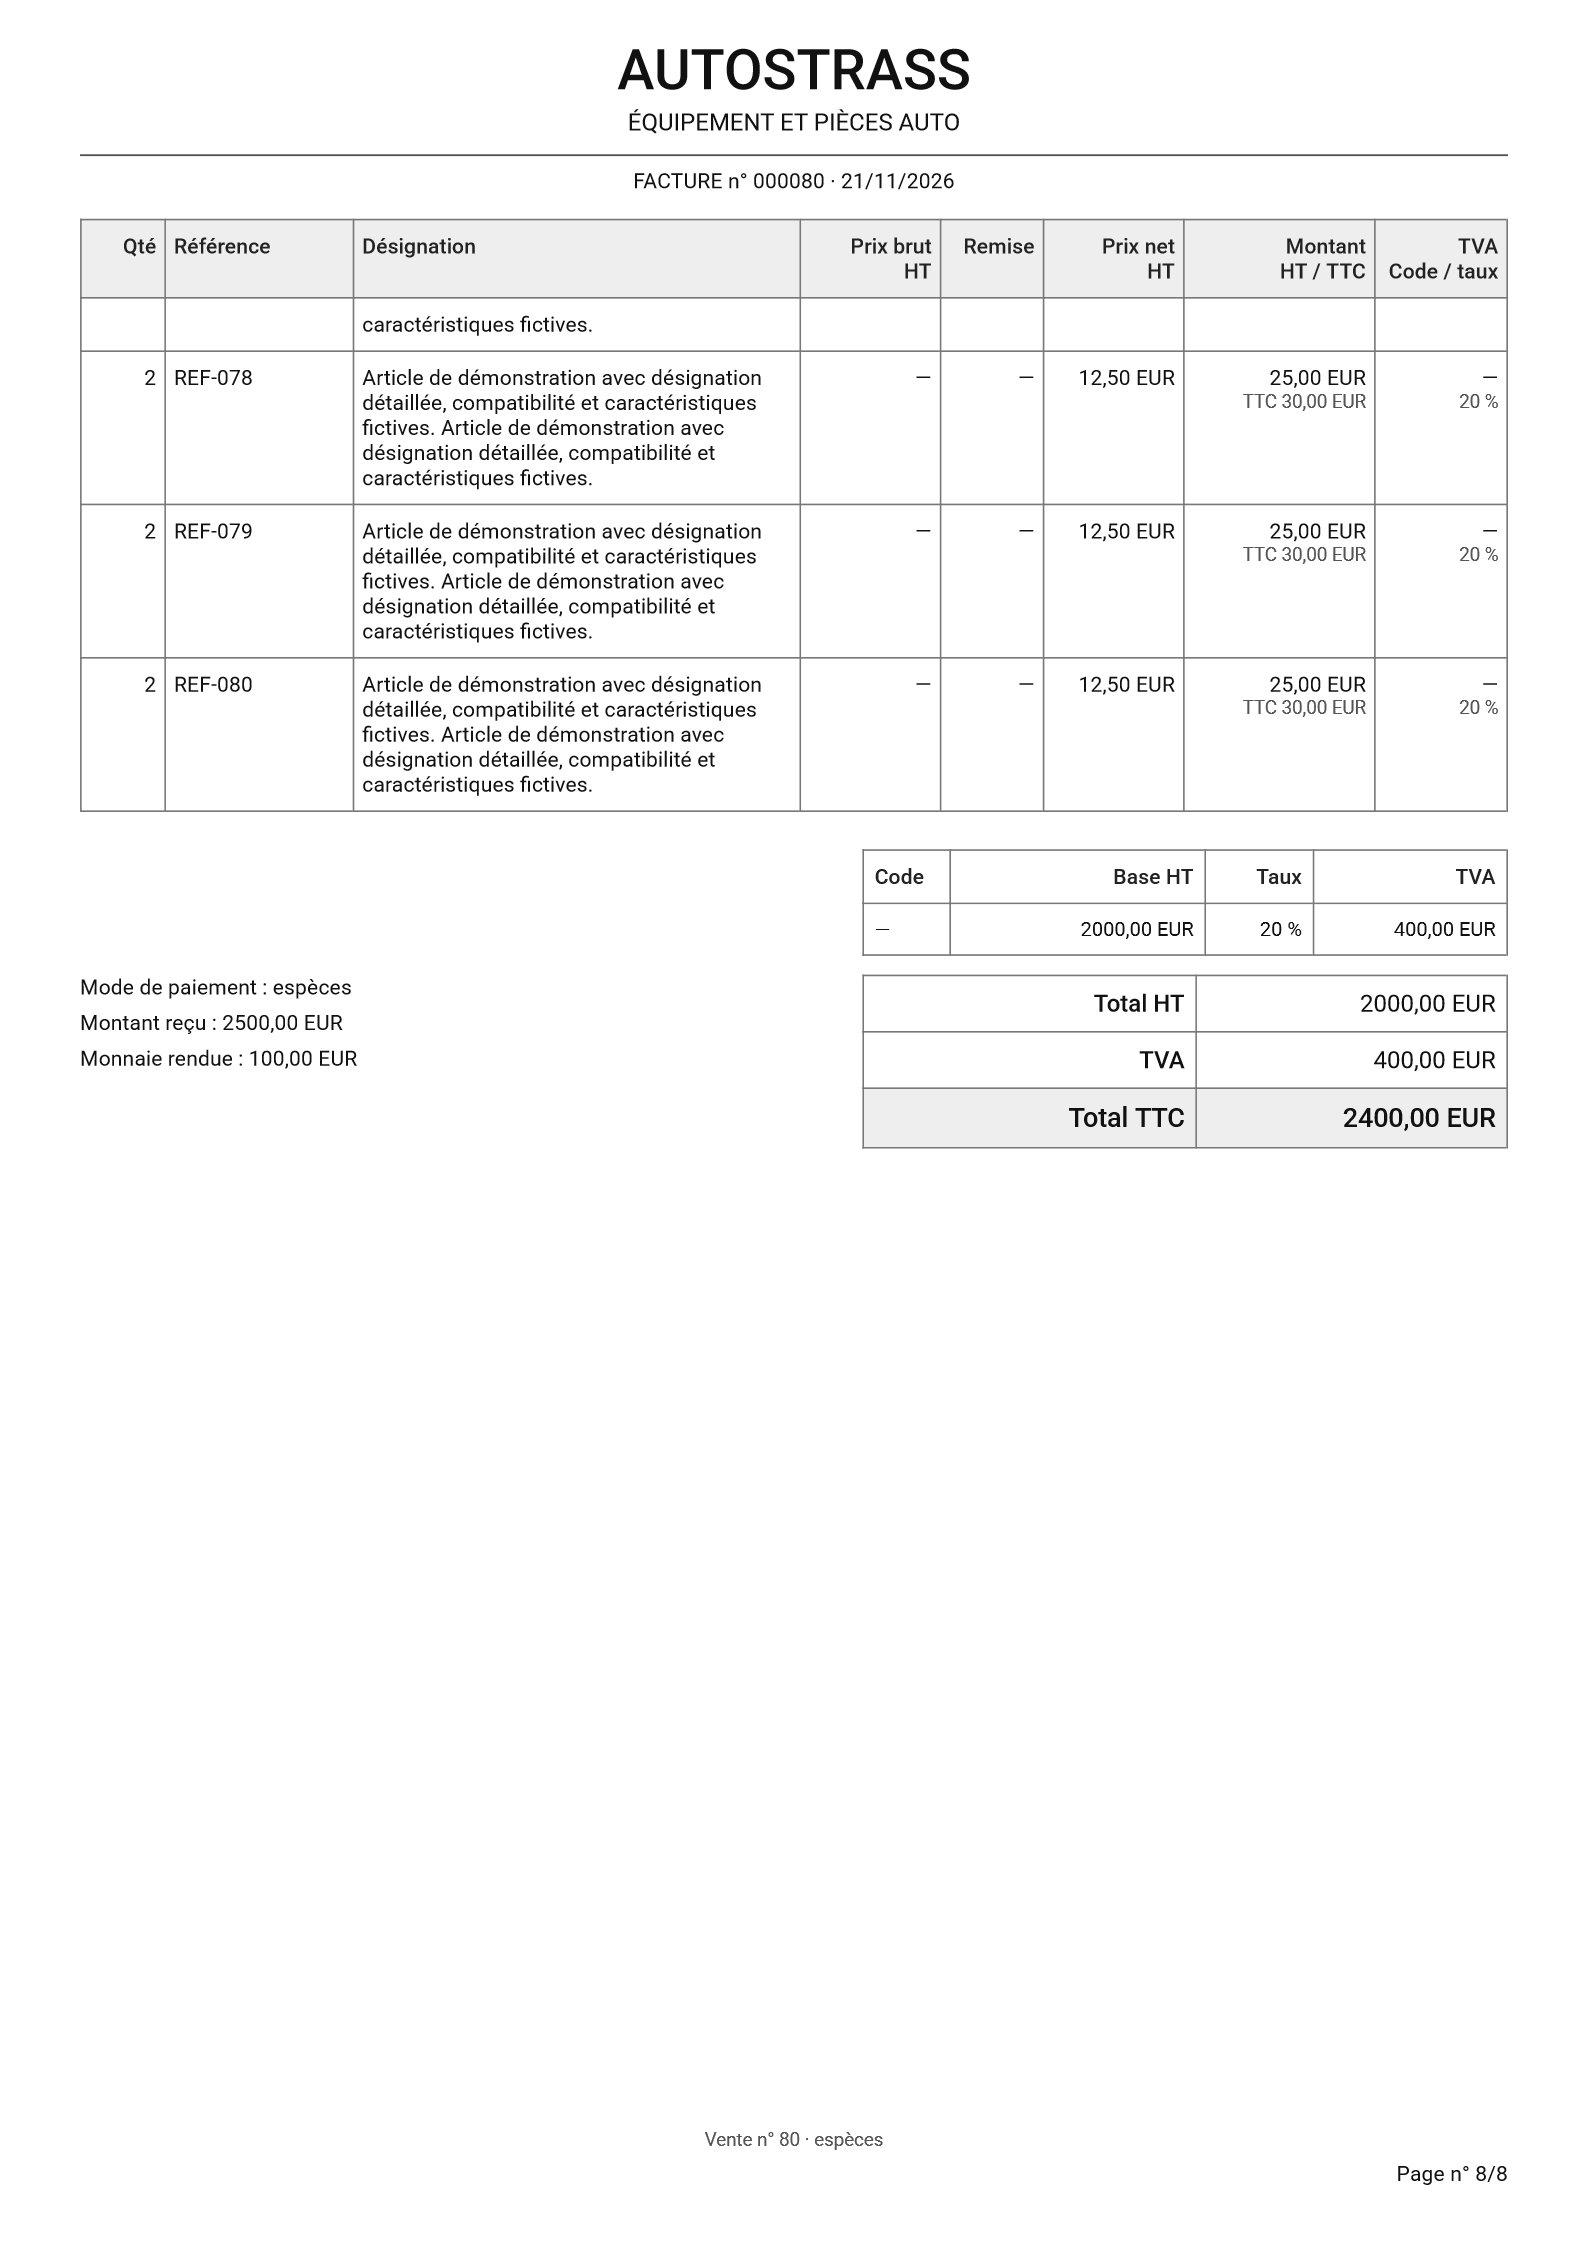 AUTOSTRASS
ÉQUIPEMENT ET PIÈCES AUTO
FACTURE n° 000080 · 21/11/2026
Qté Référence Désignation Prix brut HT Remise Prix net HT Montant HT / TTC TVA Code / taux
caractéristiques fictives.
2 REF-078 Article de démonstration avec désignation — — 12,50 EUR 25,00 EUR —
détaillée, compatibilité et caractéristiques TTC 30,00 EUR 20 %
fictives. Article de démonstration avec
désignation détaillée, compatibilité et
caractéristiques fictives.
2 REF-079 Article de démonstration avec désignation — — 12,50 EUR 25,00 EUR —
détaillée, compatibilité et caractéristiques TTC 30,00 EUR 20 %
fictives. Article de démonstration avec
désignation détaillée, compatibilité et
caractéristiques fictives.
2 REF-080 Article de démonstration avec désignation — — 12,50 EUR 25,00 EUR —
détaillée, compatibilité et caractéristiques TTC 30,00 EUR 20 %
fictives. Article de démonstration avec
désignation détaillée, compatibilité et
caractéristiques fictives.
Code Base HT Taux TVA
— 2000,00 EUR 20 % 400,00 EUR
Mode de paiement : espèces
Montant reçu : 2500,00 EUR
Monnaie rendue : 100,00 EUR
Total HT 2000,00 EUR
TVA 400,00 EUR
Total TTC 2400,00 EUR
Vente n° 80 · espèces
Page n° 8/8